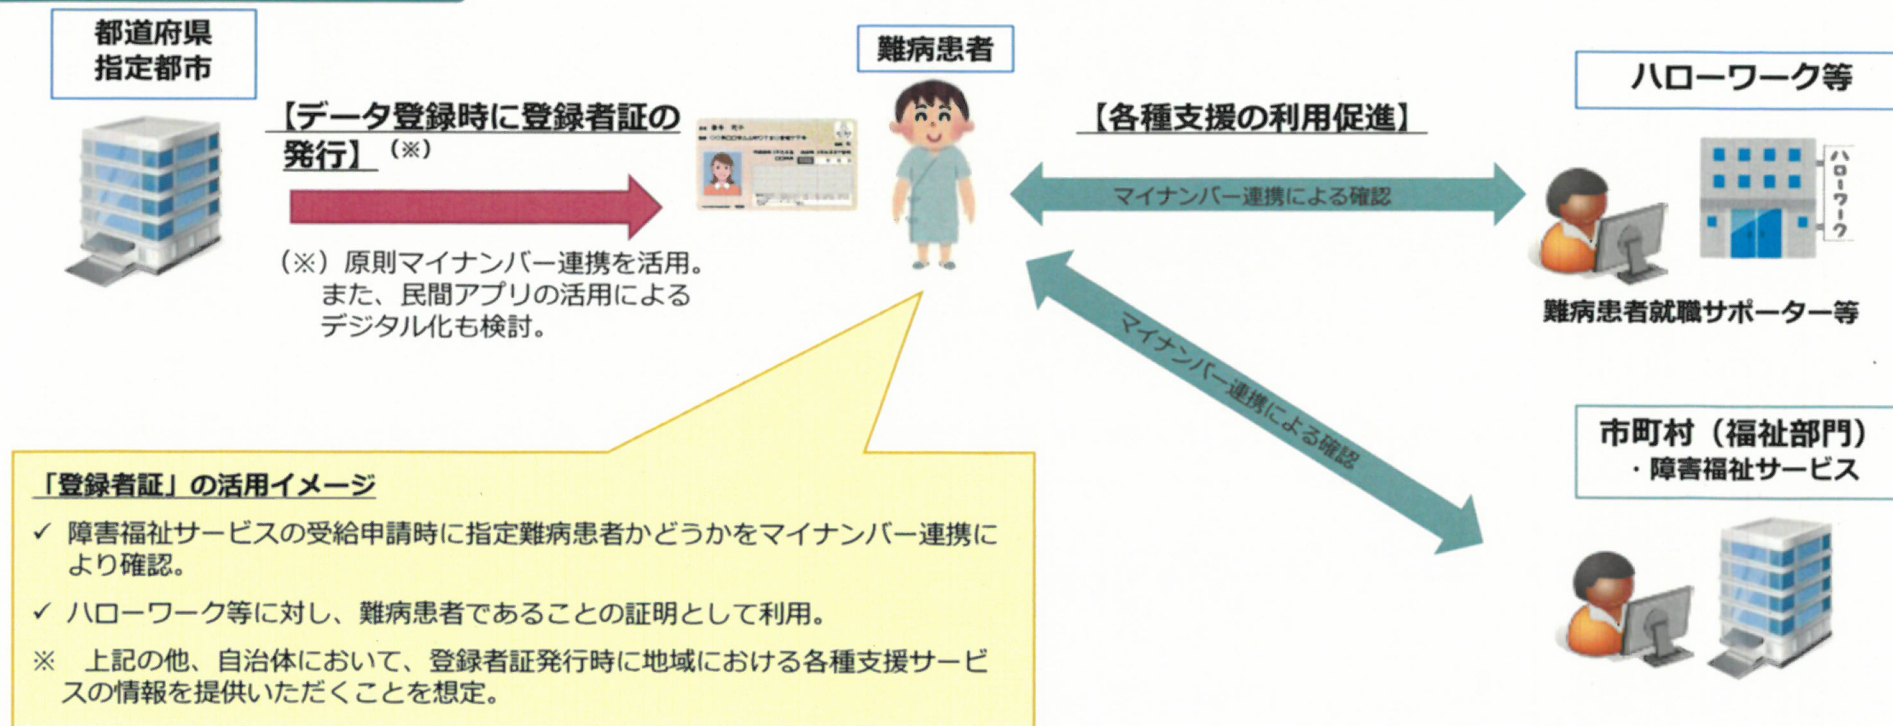 都道府県
指定都市
【データ登録時に登録者証の
発行】（※）
（※）原則マイナンバー連携を活用。
また、民間アプリの活用による
デジタル化も検討。
難病患者
【各種支援の利用促進】
マイナンバー連携による確認
マイナンバー連携による確認
ハローワーク等
ハローワーク
難病患者就職サポーター等
市町村（福祉部門）
・障害福祉サービス
「登録者証」の活用イメージ
✓ 障害福祉サービスの受給申請時に指定難病患者かどうかをマイナンバー連携に
より確認。
✓ ハローワーク等に対し、難病患者であることの証明として利用。
※　上記の他、自治体において、登録者証発行時に地域における各種支援サービ
スの情報を提供いただくことを想定。